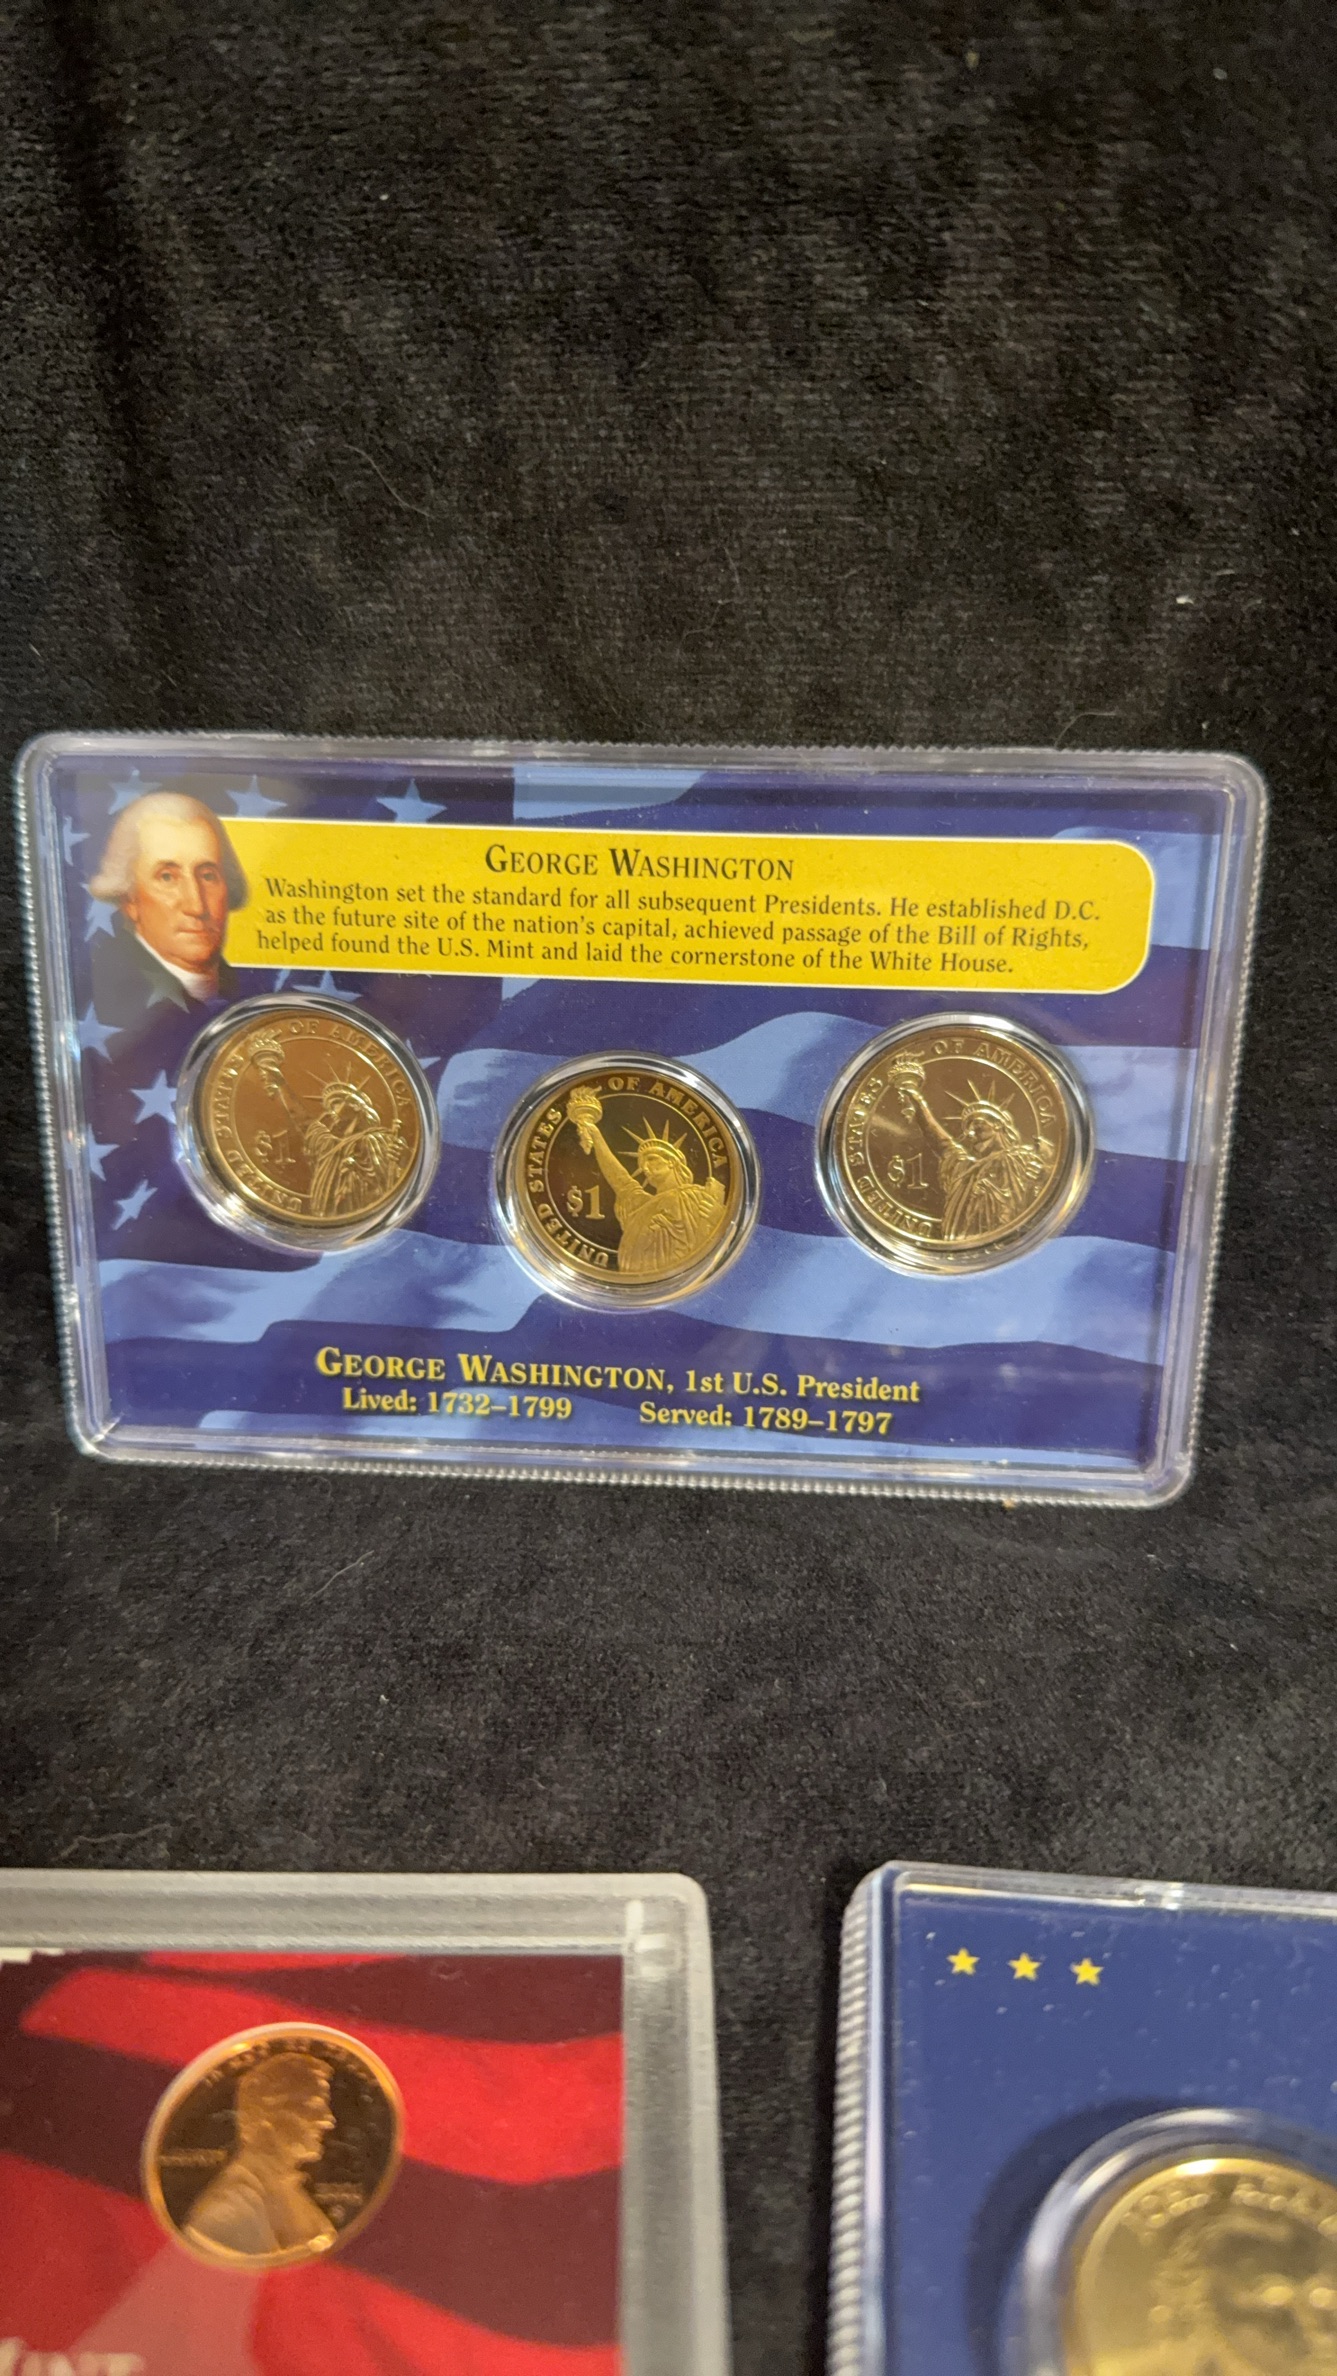 GEORGE WASHINGTON
Washington set the standard for all subsequent Presidents. He established D.C.
as the future site of the nation's capital, achieved passage of the Bill of Rights,
helped found the U.S. Mint and laid the cornerstone of the White House.
UNITED STATES OF AMERICA
$1
UNITED STATES OF AMERICA
$1
UNITED STATES OF AMERICA
$1
GEORGE WASHINGTON, 1st U.S. President
Lived: 1732–1799 Served: 1789–1797